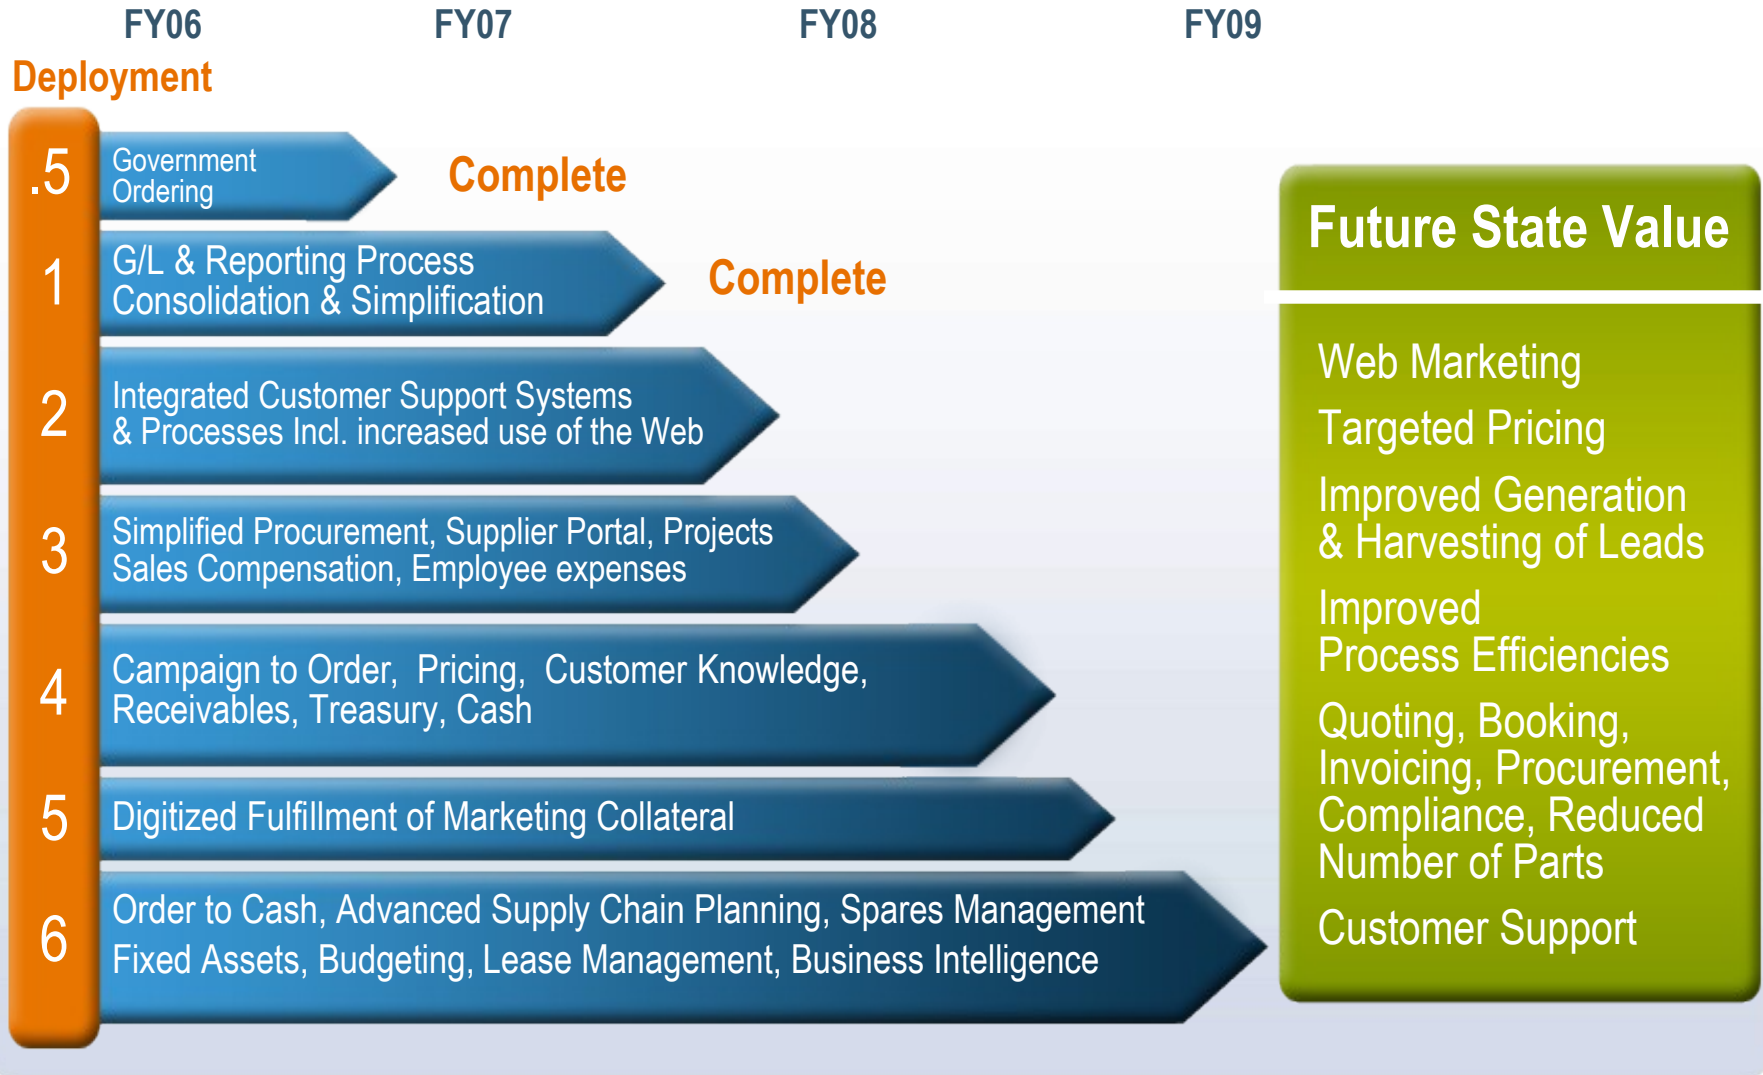 FY06 FY07 FY08 FY09
Deployment
.5
Government
Ordering
Complete
1
G/L & Reporting Process
Consolidation & Simplification
Complete
2
Integrated Customer Support Systems
& Processes Incl. increased use of the Web
3
Simplified Procurement, Supplier Portal, Projects
Sales Compensation, Employee expenses
4
Campaign to Order, Pricing, Customer Knowledge,
Receivables, Treasury, Cash
5
Digitized Fulfillment of Marketing Collateral
6
Order to Cash, Advanced Supply Chain Planning, Spares Management
Fixed Assets, Budgeting, Lease Management, Business Intelligence
Future State Value
Web Marketing
Targeted Pricing
Improved Generation
& Harvesting of Leads
Improved
Process Efficiencies
Quoting, Booking,
Invoicing, Procurement,
Compliance, Reduced
Number of Parts
Customer Support